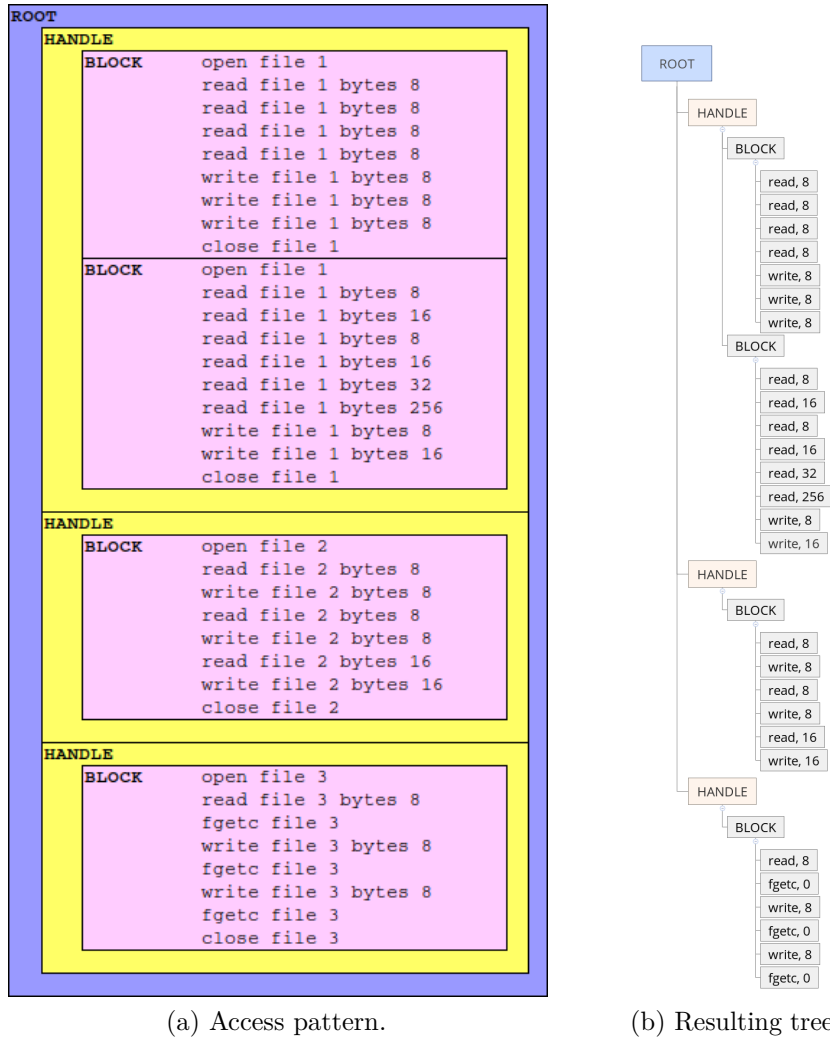 ROOT
HANDLE
BLOCK open file 1
read file 1 bytes 8
read file 1 bytes 8
read file 1 bytes 8
read file 1 bytes 8
write file 1 bytes 8
write file 1 bytes 8
write file 1 bytes 8
close file 1
BLOCK open file 1
read file 1 bytes 8
read file 1 bytes 16
read file 1 bytes 8
read file 1 bytes 16
read file 1 bytes 32
read file 1 bytes 256
write file 1 bytes 8
write file 1 bytes 16
close file 1
HANDLE
BLOCK open file 2
read file 2 bytes 8
write file 2 bytes 8
read file 2 bytes 8
write file 2 bytes 8
read file 2 bytes 16
write file 2 bytes 16
close file 2
HANDLE
BLOCK open file 3
read file 3 bytes 8
fgetc file 3
write file 3 bytes 8
fgetc file 3
write file 3 bytes 8
fgetc file 3
close file 3
(a) Access pattern.
ROOT
HANDLE
BLOCK
read, 8
read, 8
read, 8
read, 8
write, 8
write, 8
write, 8
BLOCK
read, 8
read, 16
read, 8
read, 16
read, 32
read, 256
write, 8
write, 16
HANDLE
BLOCK
read, 8
write, 8
read, 8
write, 8
read, 16
write, 16
HANDLE
BLOCK
read, 8
fgetc, 0
write, 8
fgetc, 0
write, 8
fgetc, 0
(b) Resulting tree